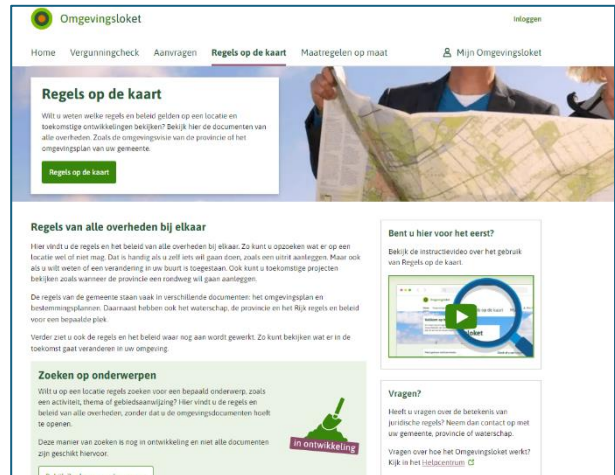 Omgevingsloket
Inloggen
Home Vergunningcheck Aanvragen Regels op de kaart Maatregelen op maat Mijn Omgevingsloket
Regels op de kaart
Wilt u weten welke regels en beleid gelden op een locatie en
toekomstige ontwikkelingen bekijken? Bekijk hier de documenten van
alle overheden. Zoals de omgevingsvisie van de provincie of het
omgevingsplan van uw gemeente.
Regels op de kaart
Regels van alle overheden bij elkaar
Hier vindt u de regels en het beleid van alle overheden bij elkaar. Zo kunt u opzoeken wat er op een
locatie wel of niet mag. Dat is handig als u zelf iets wil gaan doen, zoals een uitrit aanleggen. Maar ook
als u wilt weten of een verandering in uw buurt is toegestaan. Ook kunt u toekomstige projecten
bekijken zoals wanneer de provincie een rondweg wil gaan aanleggen.
De regels van de gemeente staan vaak in verschillende documenten: het omgevingsplan en
bestemmingsplannen. Daarnaast hebben ook het waterschap, de provincie en het Rijk regels en beleid
voor een bepaalde plek.
Verder ziet u ook de regels en het beleid waar nog aan wordt gewerkt. Zo kunt bekijken wat er in de
toekomst gaat veranderen in uw omgeving.
Zoeken op onderwerpen
Wilt u op een locatie regels zoeken voor een bepaald onderwerp, zoals
een activiteit, thema of gebiedsaanwijzing? Hier vindt u de regels en
beleid van alle overheden, zonder dat u de omgevingsdocumenten hoeft
te openen.
Deze manier van zoeken is nog in ontwikkeling en niet alle documenten
zijn geschikt hiervoor.
in ontwikkeling
Bent u hier voor het eerst?
Bekijk de instructievideo over het gebruik
van Regels op de kaart.
Vragen?
Heeft u vragen over de betekenis van
juridische regels? Neem dan contact op met
uw gemeente, provincie of waterschap.
Vragen over hoe het Omgevingsloket werkt?
Kijk in het Helpcentrum